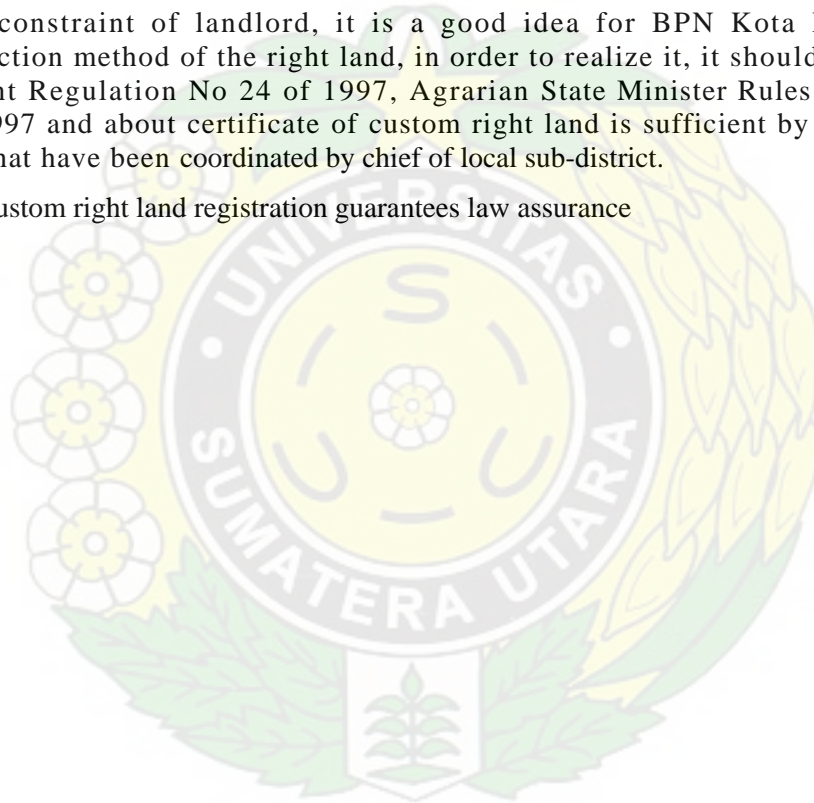 constraint of landlord, it is a good idea for BPN Kota
ction method of the right land, in order to realize it, it should
nt Regulation No 24 of 1997, Agrarian State Minister Rules
997 and about certificate of custom right land is sufficient by
hat have been coordinated by chief of local sub-district.
ustom right land registration guarantees law assurance
UNIVERSITAS
S
U U
SUMATERA UTARA